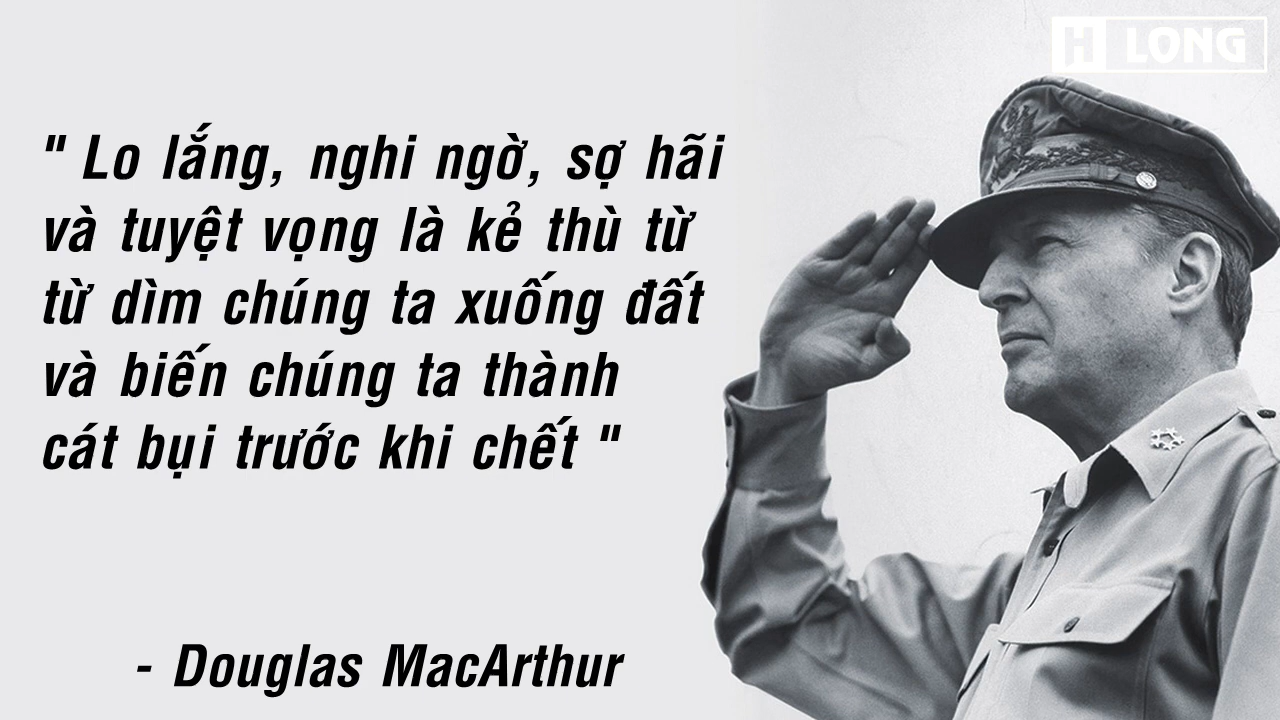 H LONG
" Lo lắng, nghi ngờ, sợ hãi
và tuyệt vọng là kẻ thù từ
từ dìm chúng ta xuống đất
và biến chúng ta thành
cát bụi trước khi chết "
- Douglas MacArthur